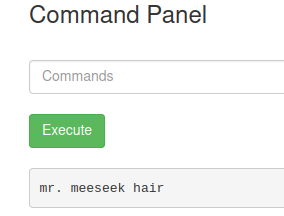 Command Panel
Commands
Execute
mr. meeseek hair